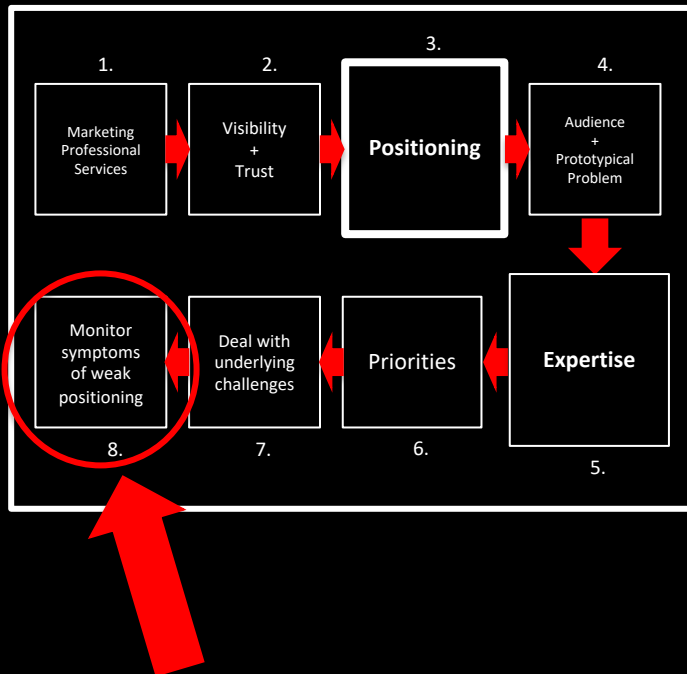 1.
Marketing
Professional
Services
2.
Visibility
+
Trust
3.
Positioning
4.
Audience
+
Prototypical
Problem
Expertise
5.
Priorities
6.
Deal with
underlying
challenges
7.
Monitor
symptoms
of weak
positioning
8.